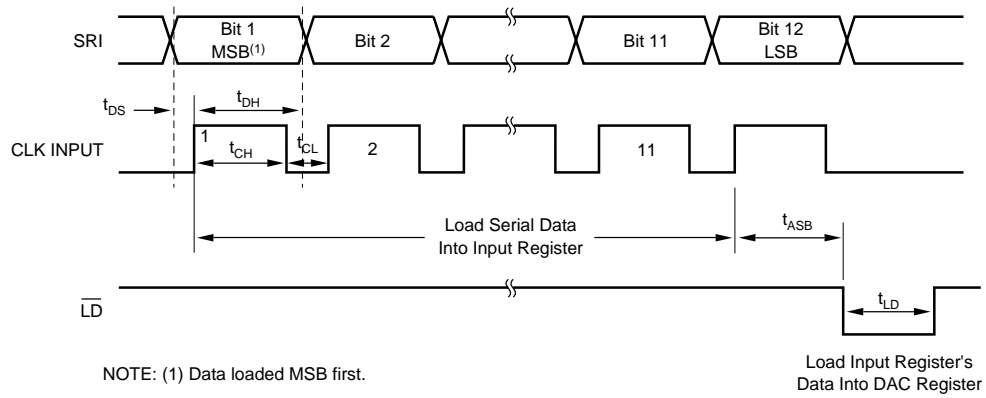 SRI
Bit 1
MSB(1)
Bit 2
Bit 11
Bit 12
LSB
tDS
tDH
CLK INPUT
1
tCH
tCL
2
11
Load Serial Data
Into Input Register
tASB
LD
tLD
NOTE: (1) Data loaded MSB first.
Load Input Register's
Data Into DAC Register